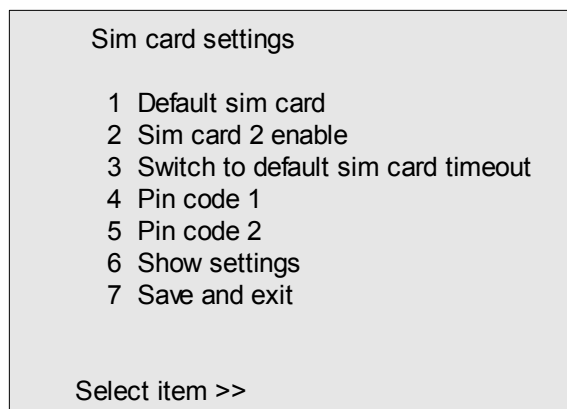 Sim card settings
1 Default sim card
2 Sim card 2 enable
3 Switch to default sim card timeout
4 Pin code 1
5 Pin code 2
6 Show settings
7 Save and exit
Select item >>